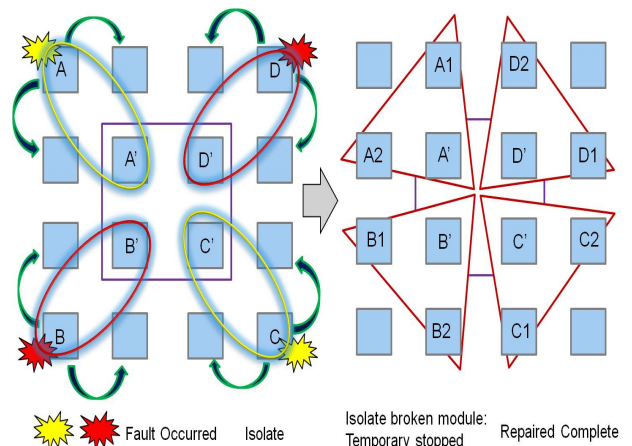 A D
A' D'
B' C'
B C
A1 D2
A2 A' D' D1
B1 B' C' C2
B2 C1
Fault Occurred Isolate
Isolate broken module:
Temporary stopped
Repaired Complete